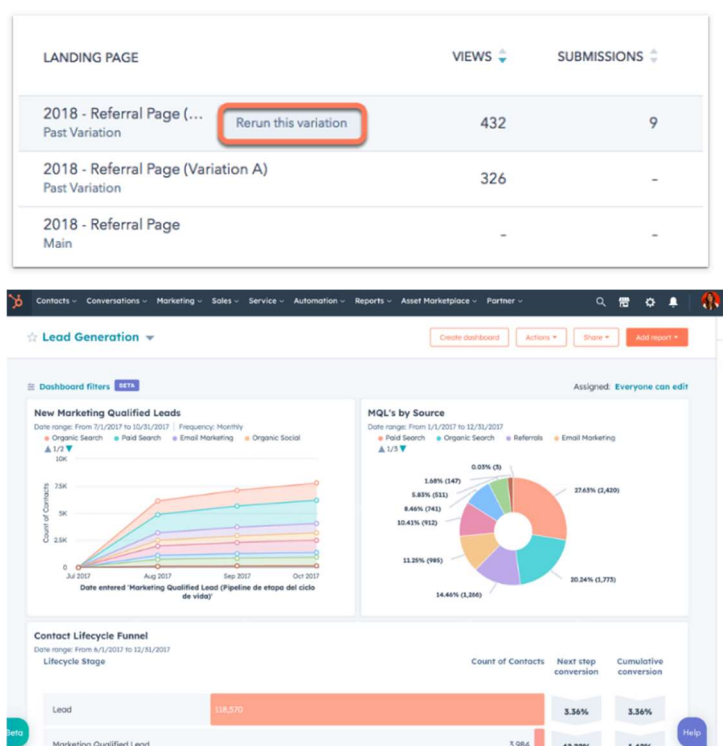 LANDING PAGE VIEWS SUBMISSIONS
2018 - Referral Page (... Rerun this variation 432 9
Past Variation
2018 - Referral Page (Variation A) 326 -
Past Variation
2018 - Referral Page - -
Main
Contacts Conversations Marketing Sales Service Automation Reports Asset Marketplace Partner
Lead Generation Create dashboard Actions Share Add report
Dashboard filters BETA Assigned: Everyone can edit
New Marketing Qualified Leads
Date range: From 7/1/2017 to 10/31/2017 | Frequency: Monthly
Organic Search Paid Search Email Marketing Organic Social
1/2
10K
7.5K
5K
2.5K
0
Count of Contacts
Jul 2017 Aug 2017 Sep 2017 Oct 2017
Date entered 'Marketing Qualified Lead (Pipeline de etapa del ciclo
de vida)'
MQL's by Source
Date range: From 1/1/2017 to 12/31/2017
Paid Search Organic Search Referrals Email Marketing
1/3
0.03% (3)
1.68% (147)
5.83% (511)
8.46% (741)
10.41% (912)
11.25% (985)
14.46% (1,266)
20.24% (1,773)
27.63% (2,420)
Contact Lifecycle Funnel
Date range: From 6/1/2017 to 12/31/2017
Lifecycle Stage Count of Contacts Next step Cumulative
conversion conversion
Lead 118,570 3.36% 3.36%
Marketing Qualified Lead 3,984
Beta
Help